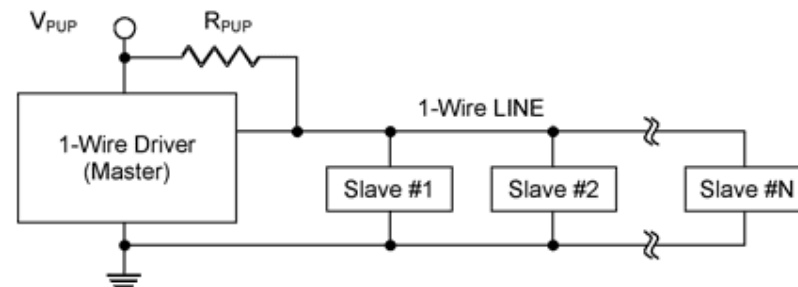 VPUP
RPUP
1-Wire LINE
1-Wire Driver
(Master)
Slave #1
Slave #2
Slave #N